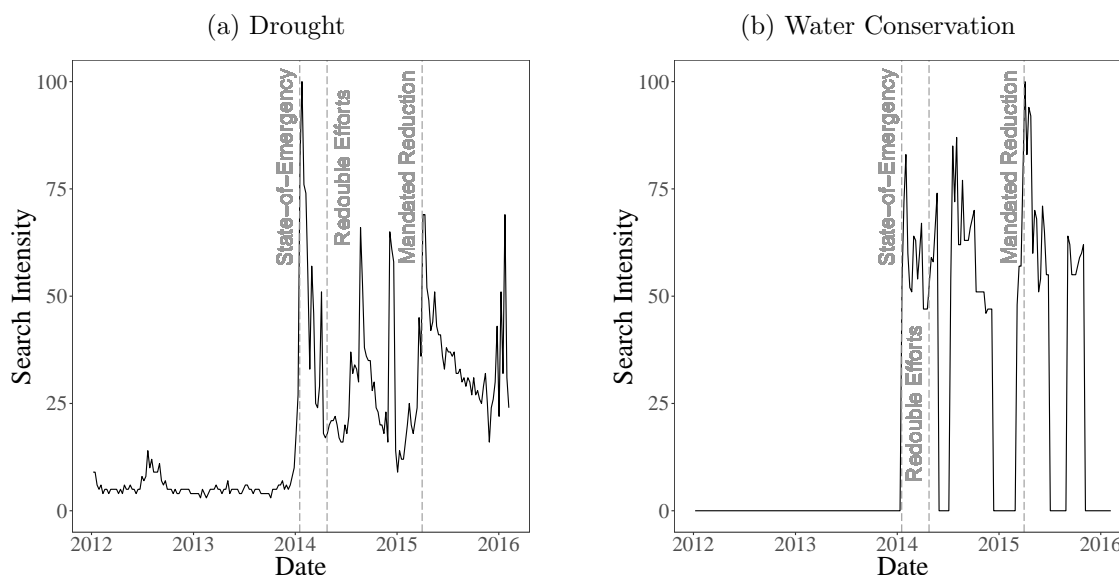 (a) Drought
Search Intensity
100
75
50
25
0
State−of−Emergency
Redouble Efforts
Mandated Reduction
2012 2013 2014 2015 2016
Date
(b) Water Conservation
Search Intensity
100
75
50
25
0
State−of−Emergency
Redouble Efforts
Mandated Reduction
2012 2013 2014 2015 2016
Date